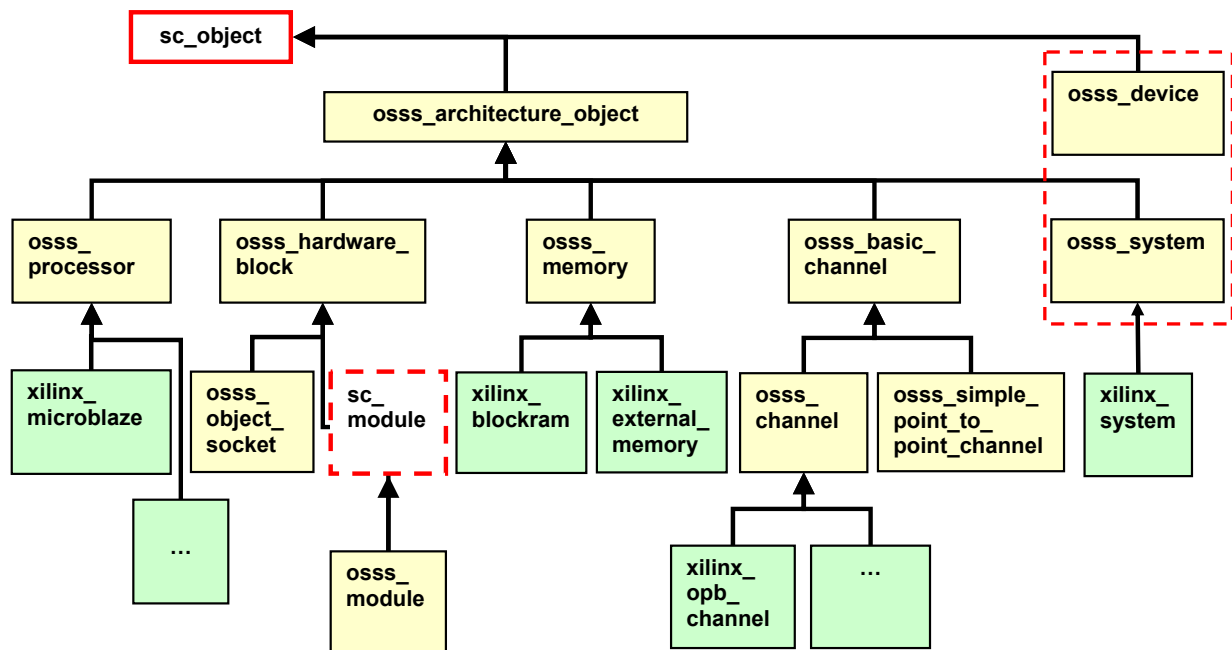 sc_object
osss_device
osss_architecture_object
osss_
processor
osss_hardware_
block
osss_
memory
osss_basic_
channel
osss_system
xilinx_
microblaze
osss_
object_
socket
sc_
module
xilinx_
blockram
xilinx_
external_
memory
osss_
channel
osss_simple_
point_to_
point_channel
xilinx_
system
...
osss_
module
xilinx_
opb_
channel
...